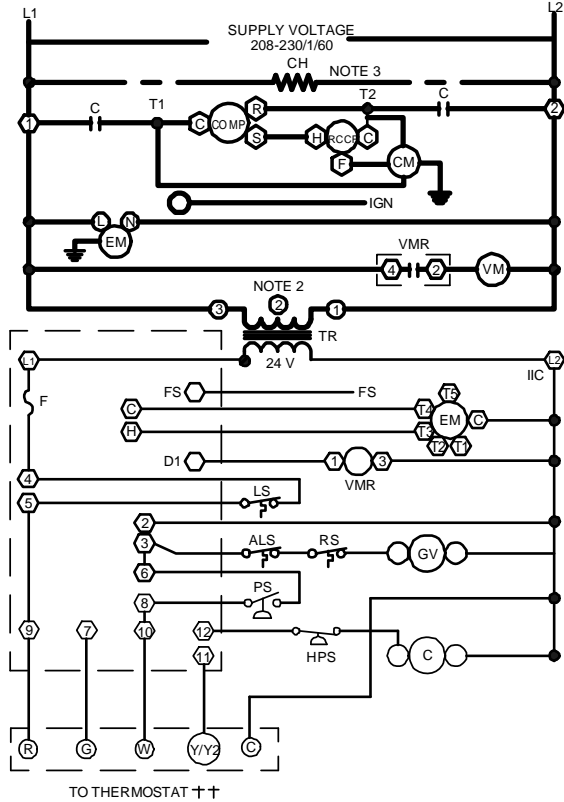 L1 L2
SUPPLY VOLTAGE
208-230/1/60
CH NOTE 3
C T1 T2 C
1 C COMP R 2
S H RCCF C
F CM
IGN
L N
EM
VMR
4 2 VM
NOTE 2
3 2 1
TR
L1 24 V L2
IIC
F
FS FS
T5
C T4 EM C
H T3
T2 T1
D1 1 3
VMR
4
LS
5
2
3 ALS RS GV
6
PS
8
9 7 10 12
HPS C
11
R G W Y/Y2 C
TO THERMOSTAT ††